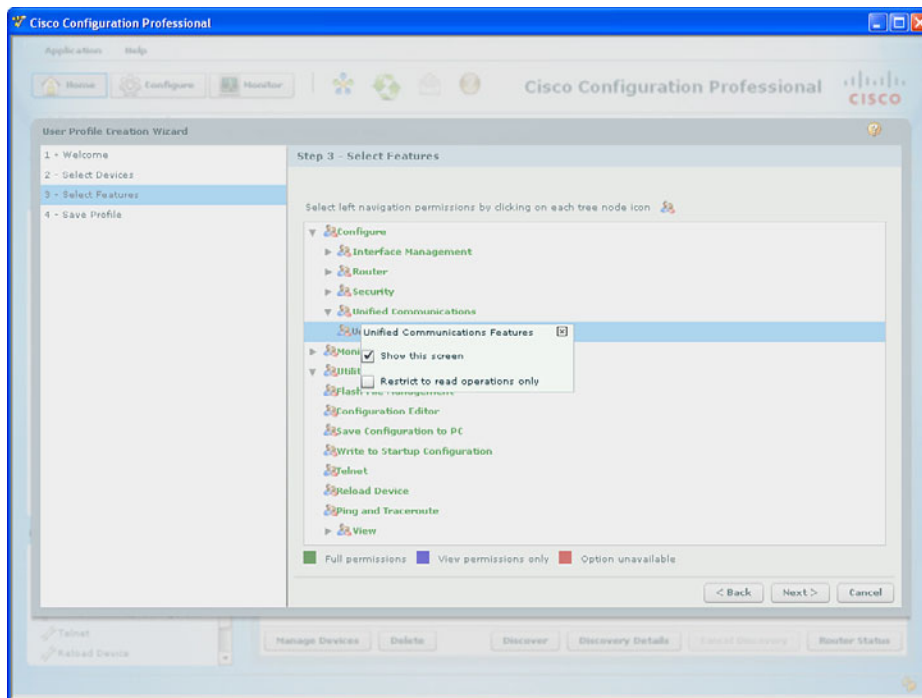 Cisco Configuration Professional
Application Help
Home Configure Monitor
Cisco Configuration Professional
CISCO
User Profile Creation Wizard
1 - Welcome
2 - Select Devices
3 - Select Features
4 - Save Profile
Step 3 - Select Features
Select left navigation permissions by clicking on each tree node icon
Configure
Interface Management
Router
Security
Unified Communications
Unified Communications Features
Show this screen
Restrict to read operations only
Flash File Management
Configuration Editor
Save Configuration to PC
Write to Startup Configuration
Telnet
Reload Device
Ping and Traceroute
View
Full permissions View permissions only Option unavailable
< Back Next > Cancel
Telnet
Reload Device
Manage Devices Delete Discover Discovery Details Cancel Discovery Router Status